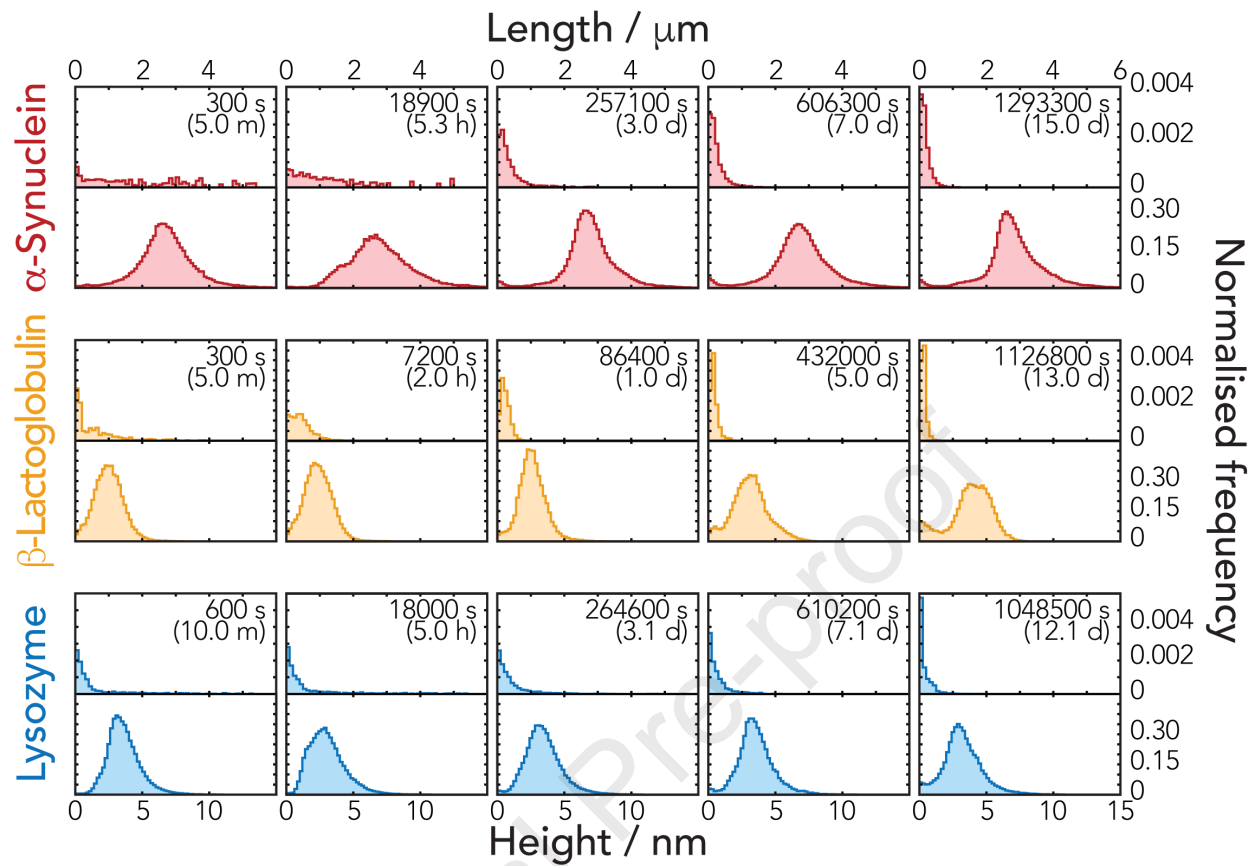 Length / μm
0 2 4 0 2 4 0 2 4 0 2 4 0 2 4 6
α-Synuclein
300 s
(5.0 m)
18900 s
(5.3 h)
257100 s
(3.0 d)
606300 s
(7.0 d)
1293300 s
(15.0 d)
0.004
0.002
0
0.30
0.15
0
β-Lactoglobulin
300 s
(5.0 m)
7200 s
(2.0 h)
86400 s
(1.0 d)
432000 s
(5.0 d)
1126800 s
(13.0 d)
0.004
0.002
0
0.30
0.15
0
Normalised frequency
Lysozyme
600 s
(10.0 m)
18000 s
(5.0 h)
264600 s
(3.1 d)
610200 s
(7.1 d)
1048500 s
(12.1 d)
0.004
0.002
0
0.30
0.15
0
0 5 10 0 5 10 0 5 10 0 5 10 0 5 10 15
Height / nm
Pre-proof